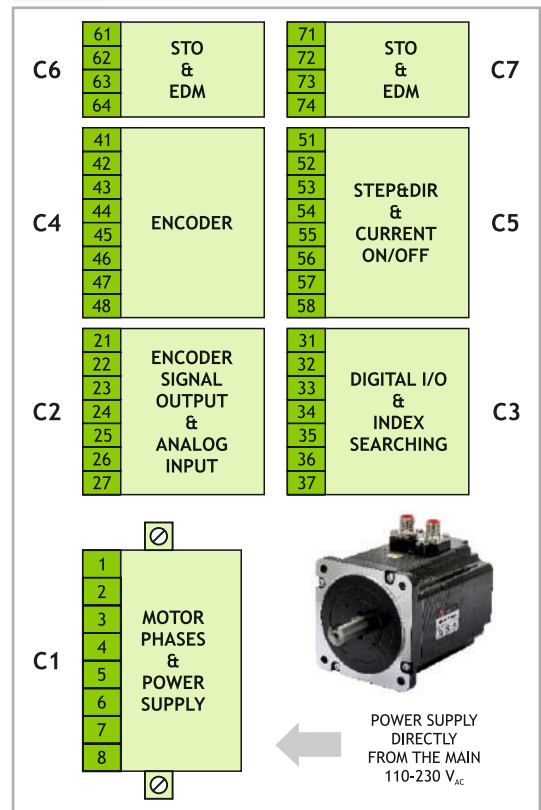 C6
61
62
63
64
STO
&
EDM
71
72
73
74
STO
&
EDM
C7
C4
41
42
43
44
45
46
47
48
ENCODER
51
52
53
54
55
56
57
58
STEP&DIR
&
CURRENT
ON/OFF
C5
C2
21
22
23
24
25
26
27
ENCODER
SIGNAL
OUTPUT
&
ANALOG
INPUT
31
32
33
34
35
36
37
DIGITAL I/O
&
INDEX
SEARCHING
C3
C1
1
2
3
4
5
6
7
8
MOTOR
PHASES
&
POWER
SUPPLY
POWER SUPPLY
DIRECTLY
FROM THE MAIN
110-230 VAC